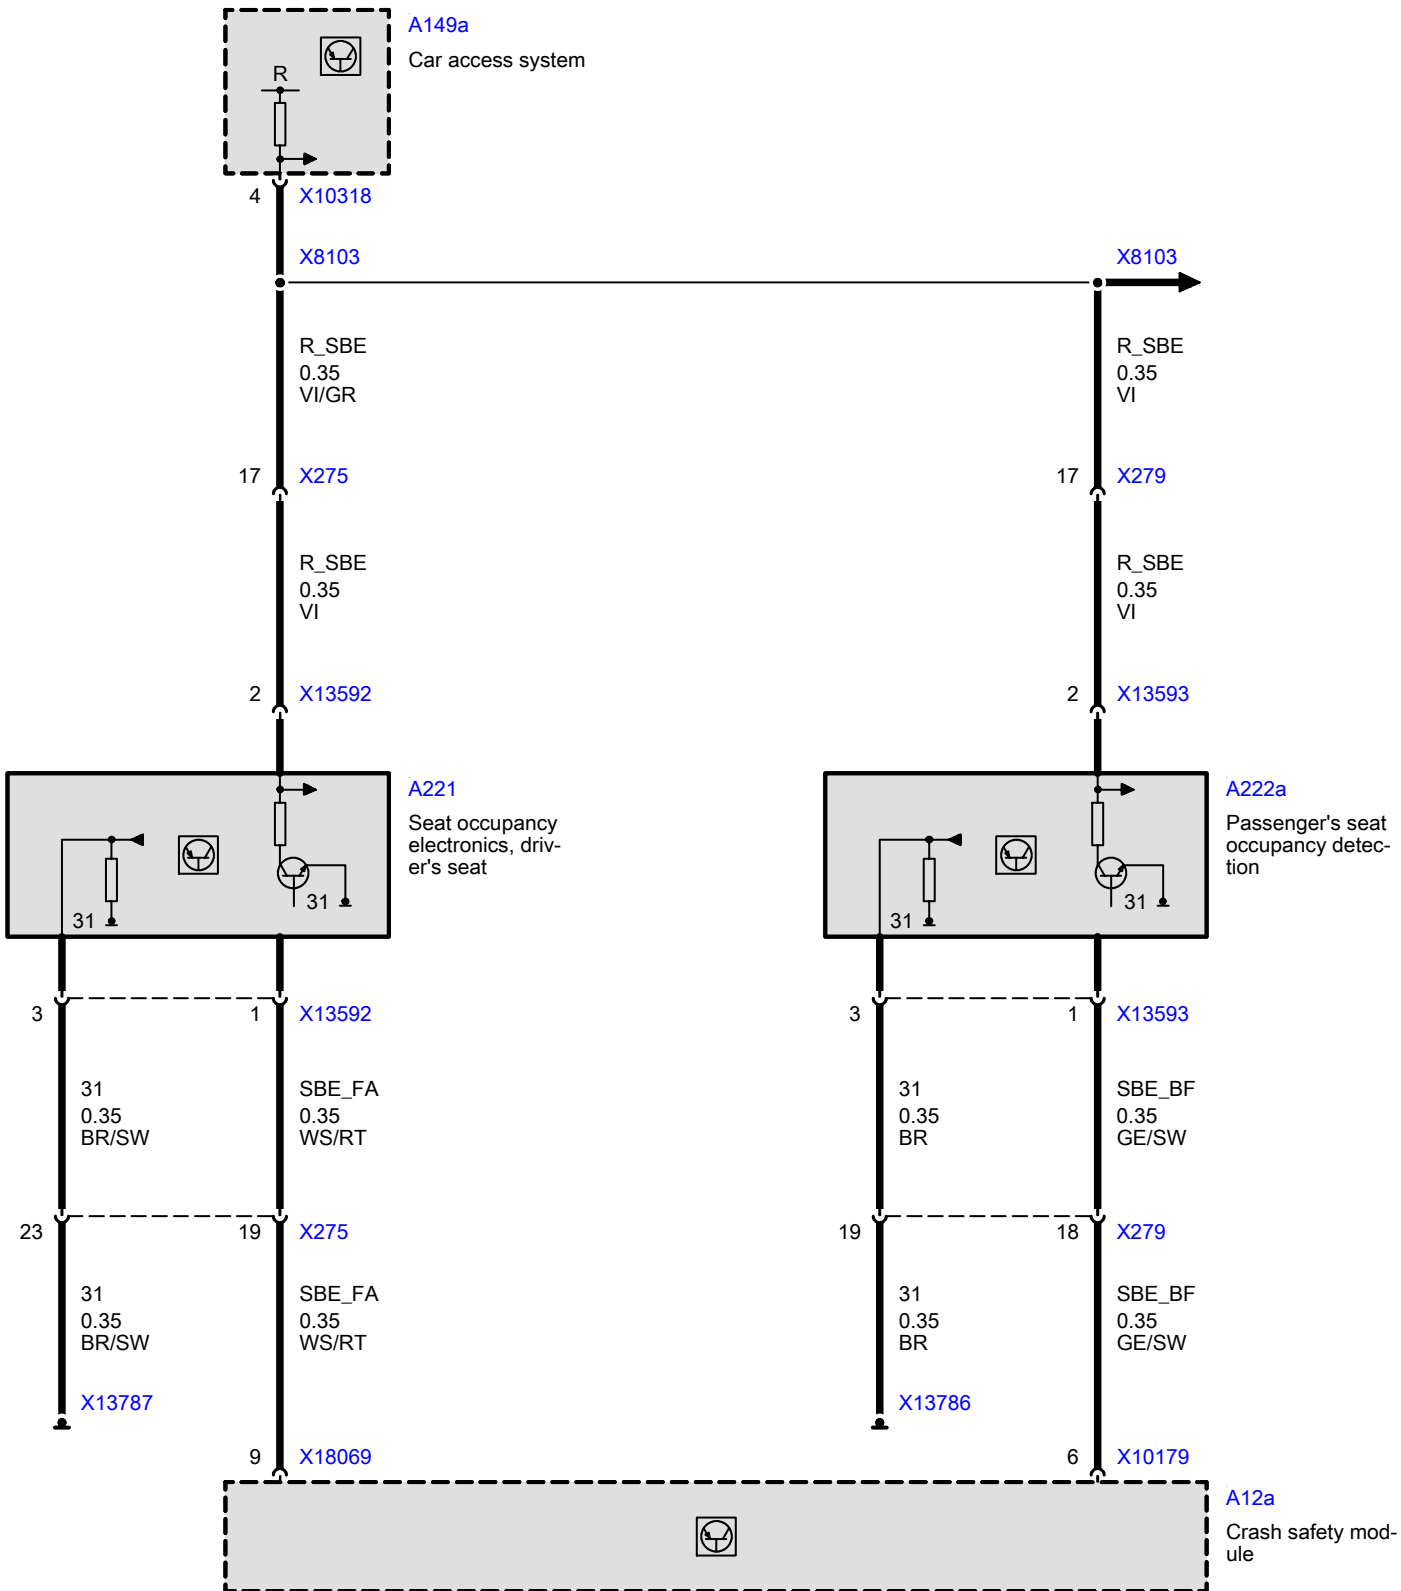 A149a
Car access system
R
4 X10318
X8103 X8103
R_SBE R_SBE
0.35 0.35
VI/GR VI
17 X275 17 X279
R_SBE R_SBE
0.35 0.35
VI VI
2 X13592 2 X13593
A221
Seat occupancy
electronics, driv-
er's seat
31 31
A222a
Passenger's seat
occupancy detec-
tion
31 31
3 1 X13592 3 1 X13593
31 SBE_FA 31 SBE_BF
0.35 0.35 0.35 0.35
BR/SW WS/RT BR GE/SW
23 19 X275 19 18 X279
31 SBE_FA 31 SBE_BF
0.35 0.35 0.35 0.35
BR/SW WS/RT BR GE/SW
X13787 X13786
9 X18069 6 X10179
A12a
Crash safety mod-
ule